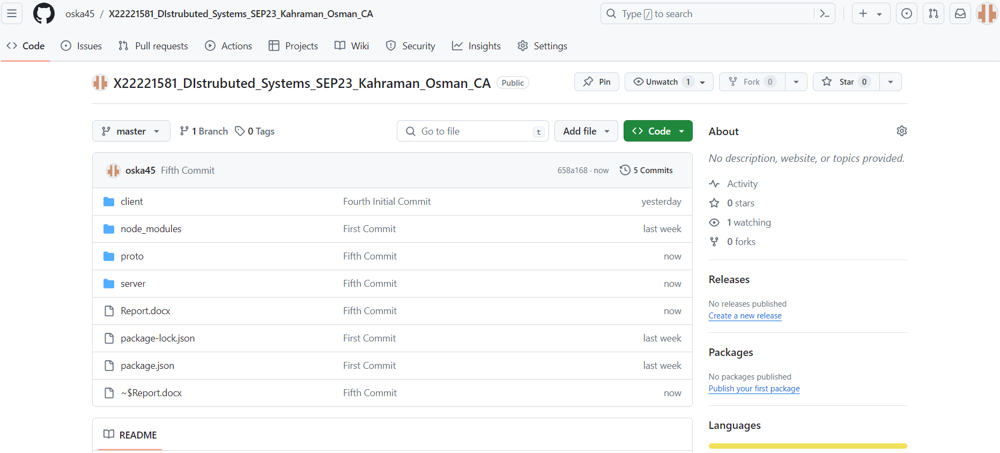 oska45 / X22221581_DIstrubuted_Systems_SEP23_Kahraman_Osman_CA
Type / to search
Code Issues Pull requests Actions Projects Wiki Security Insights Settings
X22221581_DIstrubuted_Systems_SEP23_Kahraman_Osman_CA Public
Pin Unwatch 1 Fork 0 Star 0
master 1 Branch 0 Tags Go to file t Add file Code
oska45 Fifth Commit 658a168 · now 5 Commits
client Fourth Initial Commit yesterday
node_modules First Commit last week
proto Fifth Commit now
server Fifth Commit now
Report.docx Fifth Commit now
package-lock.json First Commit last week
package.json First Commit last week
~$Report.docx Fifth Commit now
README
About
No description, website, or topics provided.
Activity
0 stars
1 watching
0 forks
Releases
No releases published
Create a new release
Packages
No packages published
Publish your first package
Languages